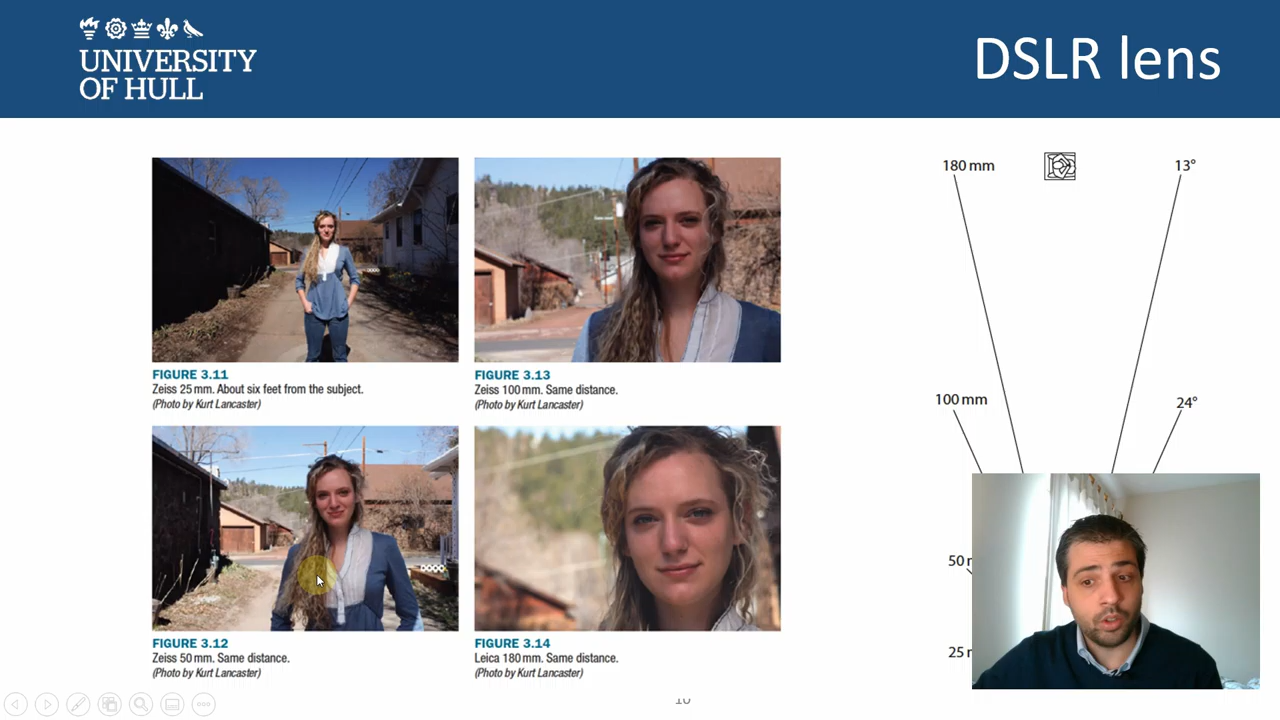 UNIVERSITY
OF HULL
DSLR lens
FIGURE 3.11
Zeiss 25 mm. About six feet from the subject.
(Photo by Kurt Lancaster)
FIGURE 3.13
Zeiss 100 mm. Same distance.
(Photo by Kurt Lancaster)
FIGURE 3.12
Zeiss 50 mm. Same distance.
(Photo by Kurt Lancaster)
FIGURE 3.14
Leica 180 mm. Same distance.
(Photo by Kurt Lancaster)
180 mm
13°
100 mm
24°
50
25